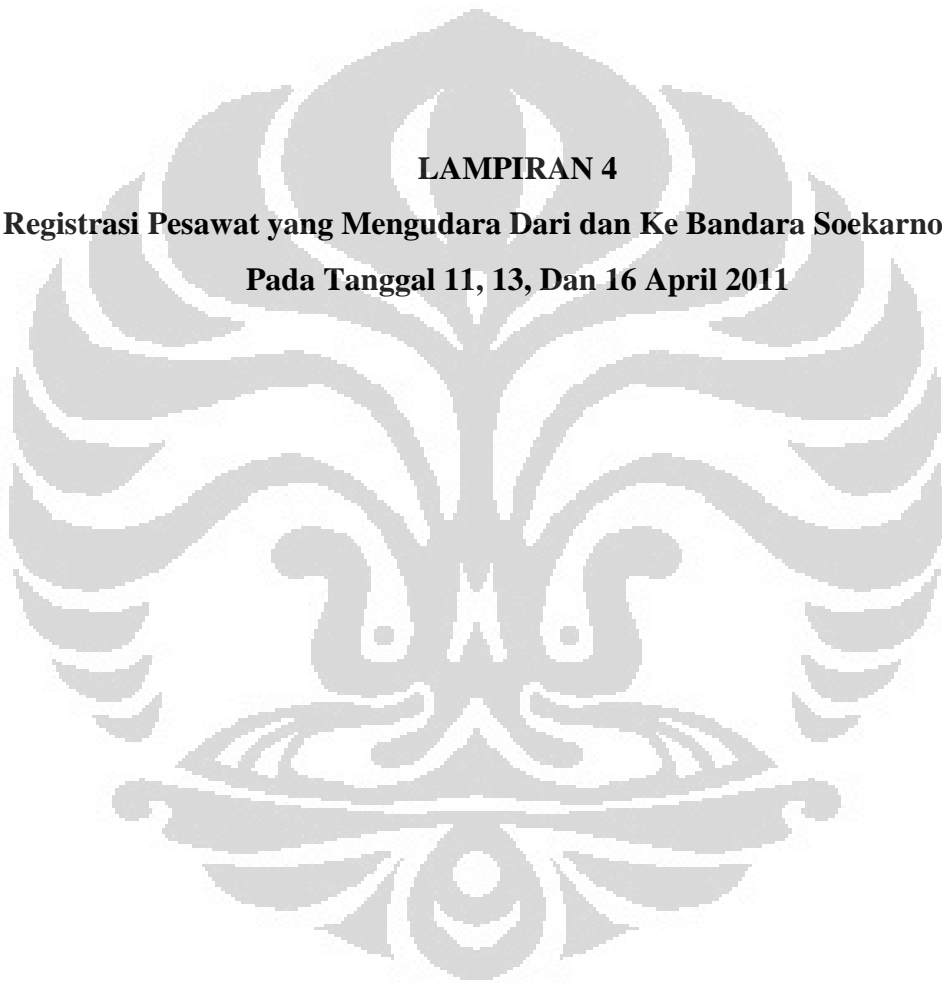 LAMPIRAN 4
Registrasi Pesawat yang Mengudara Dari dan Ke Bandara Soekarno
Pada Tanggal 11, 13, Dan 16 April 2011